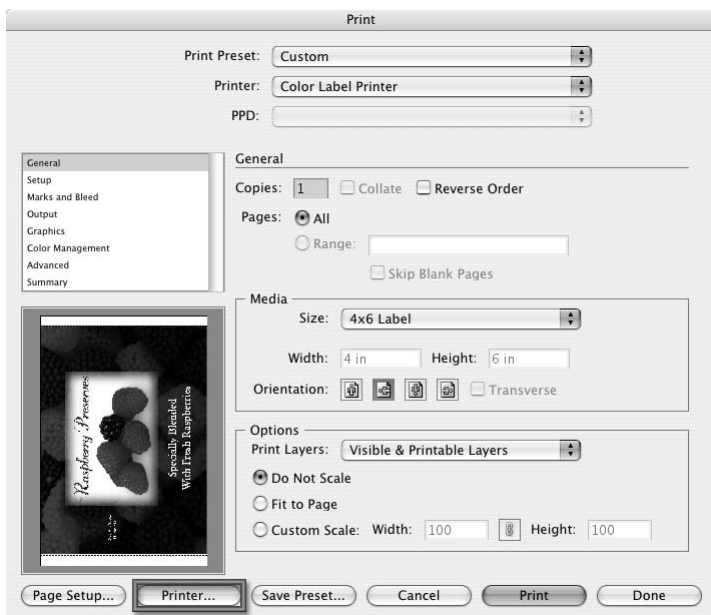 Print
Print Preset: Custom
Printer: Color Label Printer
PPD:
General
Setup
Marks and Bleed
Output
Graphics
Color Management
Advanced
Summary
General
Copies: 1 Collate Reverse Order
Pages: All
Range:
Skip Blank Pages
Media
Size: 4x6 Label
Width: 4 in Height: 6 in
Orientation: Transverse
Options
Print Layers: Visible & Printable Layers
Do Not Scale
Fit to Page
Custom Scale: Width: 100 Height: 100
Raspberry Preserves
Specially Blended
With Fresh Raspberries
Page Setup... Printer... Save Preset... Cancel Print Done